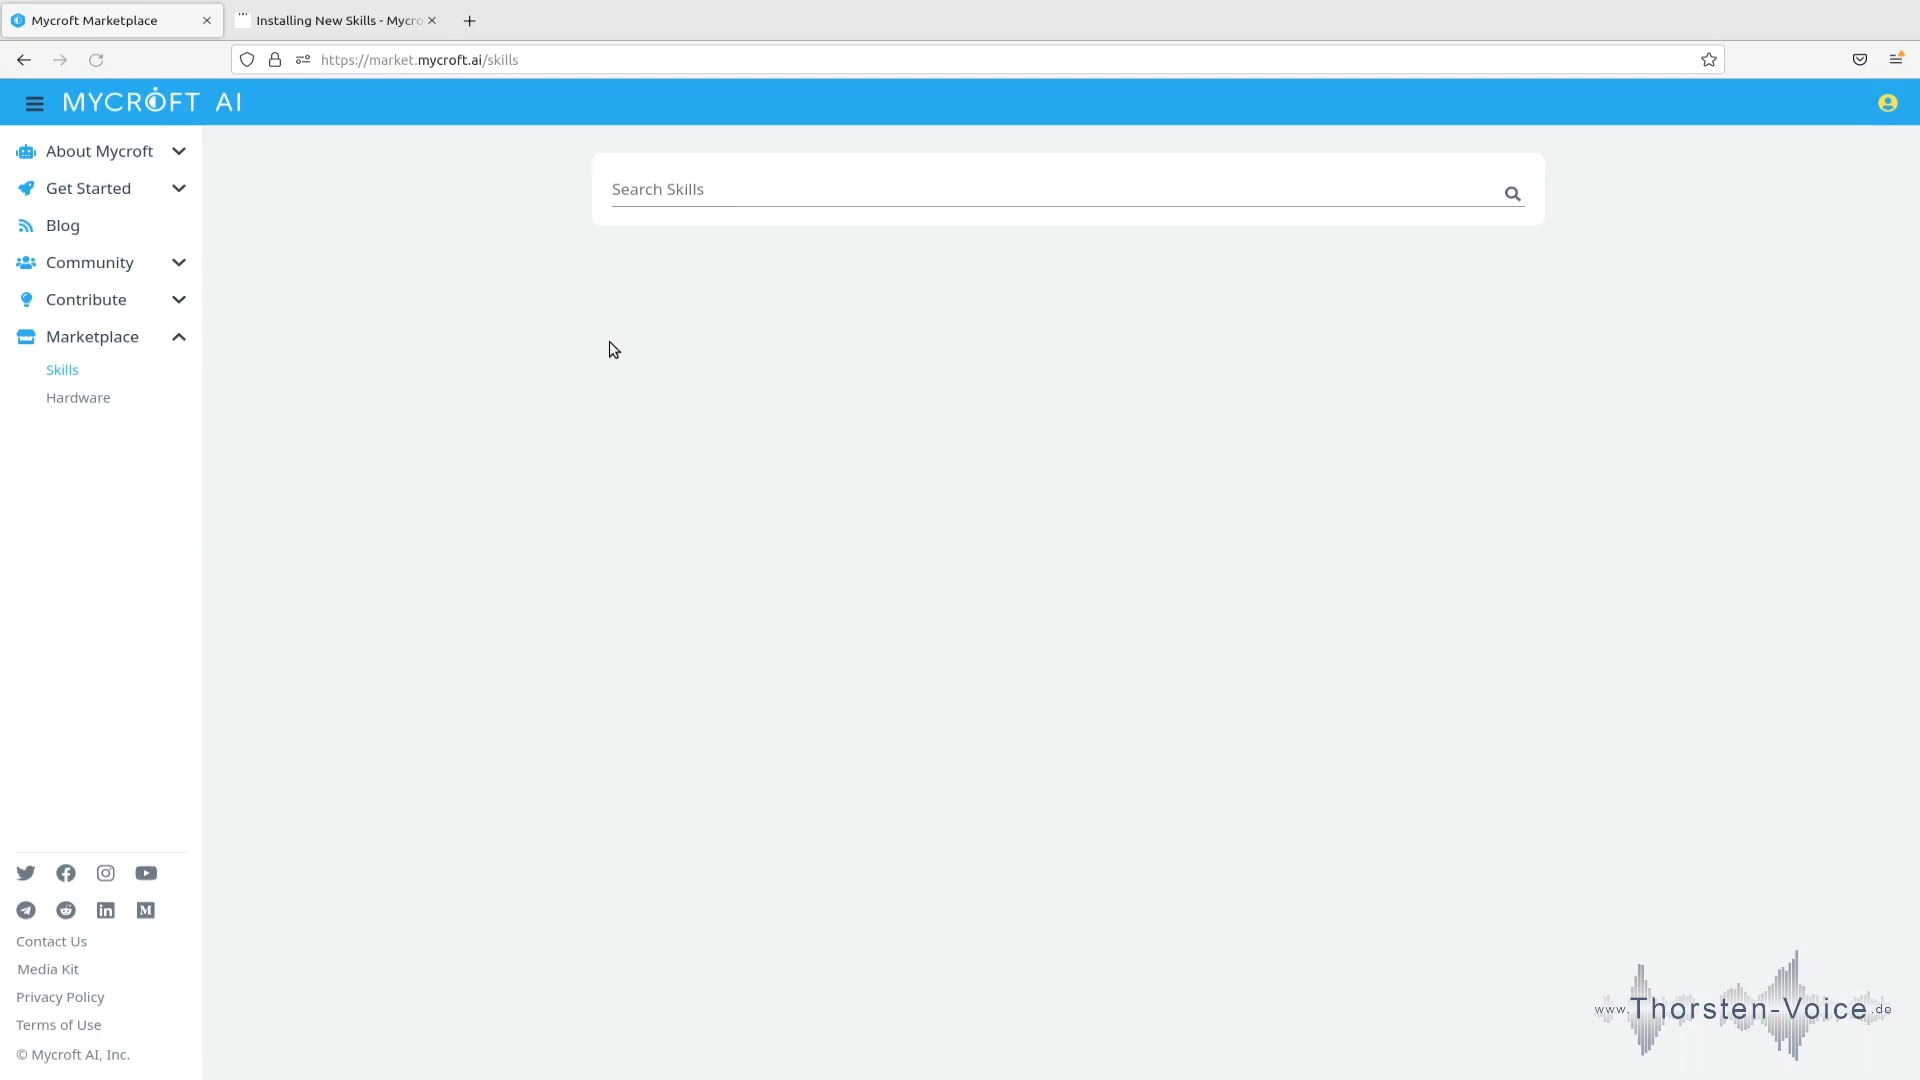 Mycroft Marketplace
Installing New Skills - Mycro
https://market.mycroft.ai/skills
MYCROFT AI
About Mycroft
Get Started
Blog
Community
Contribute
Marketplace
Skills
Hardware
Search Skills
Contact Us
Media Kit
Privacy Policy
Terms of Use
© Mycroft AI, Inc.
www.Thorsten-Voice.de